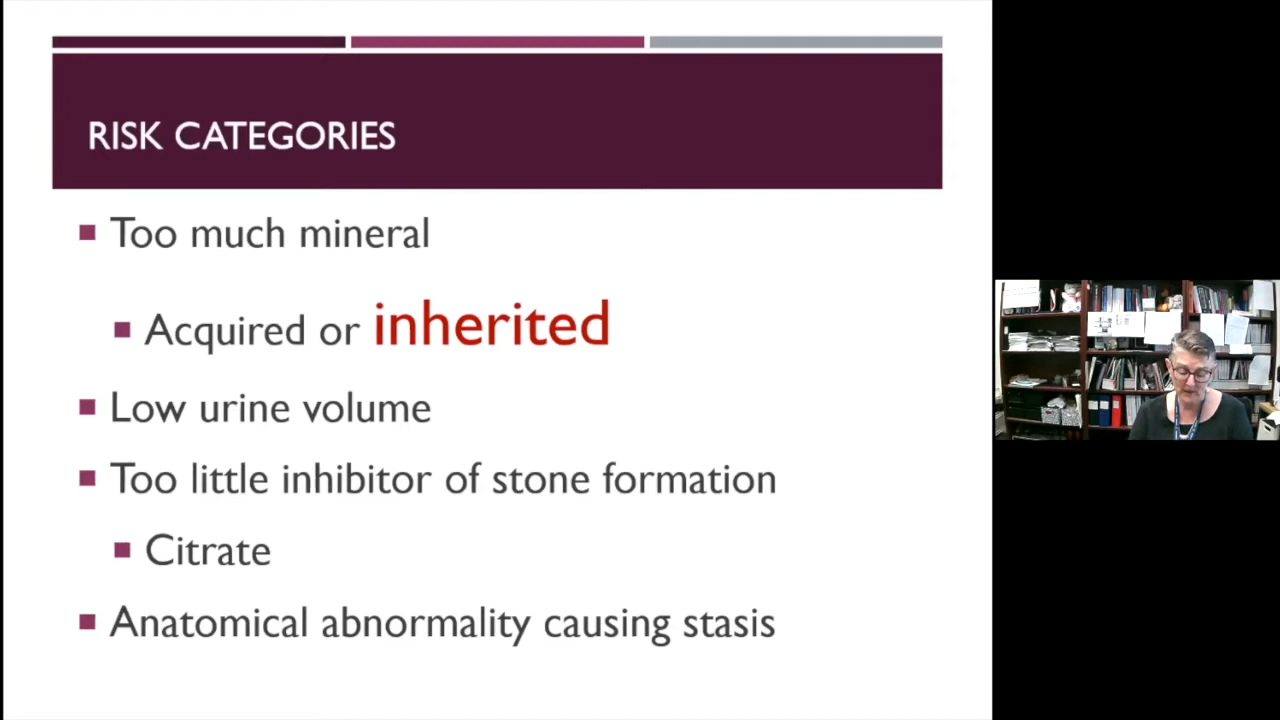 RISK CATEGORIES
Too much mineral
Acquired or inherited
Low urine volume
Too little inhibitor of stone formation
Citrate
Anatomical abnormality causing stasis